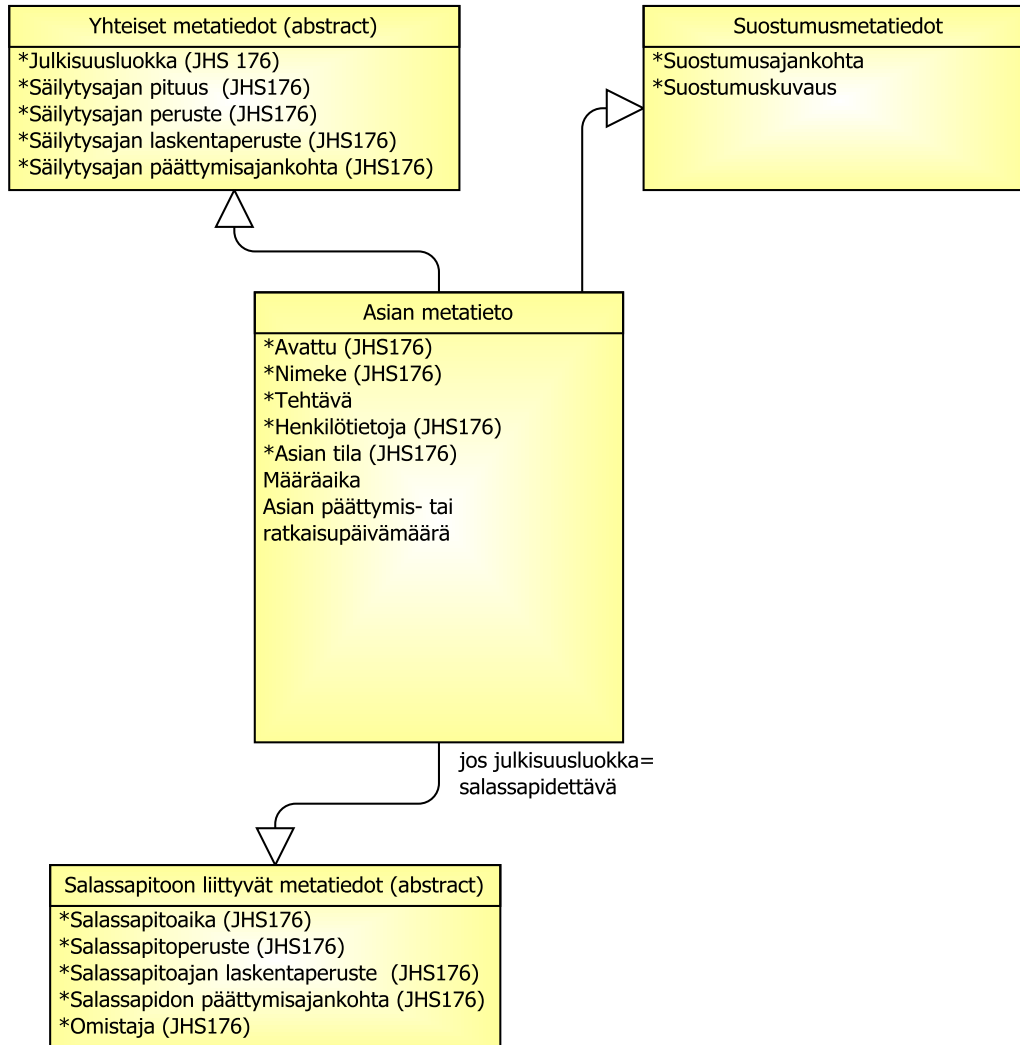 Yhteiset metatiedot (abstract)
*Julkisuusluokka (JHS 176)
*Säilytysajan pituus  (JHS176)
*Säilytysajan peruste (JHS176)
*Säilytysajan laskentaperuste (JHS176)
*Säilytysajan päättymisajankohta (JHS176)
Suostumusmetatiedot
*Suostumusajankohta
*Suostumuskuvaus
Asian metatieto
*Avattu (JHS176)
*Nimeke (JHS176)
*Tehtävä
*Henkilötietoja (JHS176)
*Asian tila (JHS176)
Määräaika
Asian päättymis- tai
ratkaisupäivämärä
jos julkisuusluokka=
salassapidettävä
Salassapitoon liittyvät metatiedot (abstract)
*Salassapitoaika (JHS176)
*Salassapitoperuste (JHS176)
*Salassapitoajan laskentaperuste  (JHS176)
*Salassapidon päättymisajankohta (JHS176)
*Omistaja (JHS176)